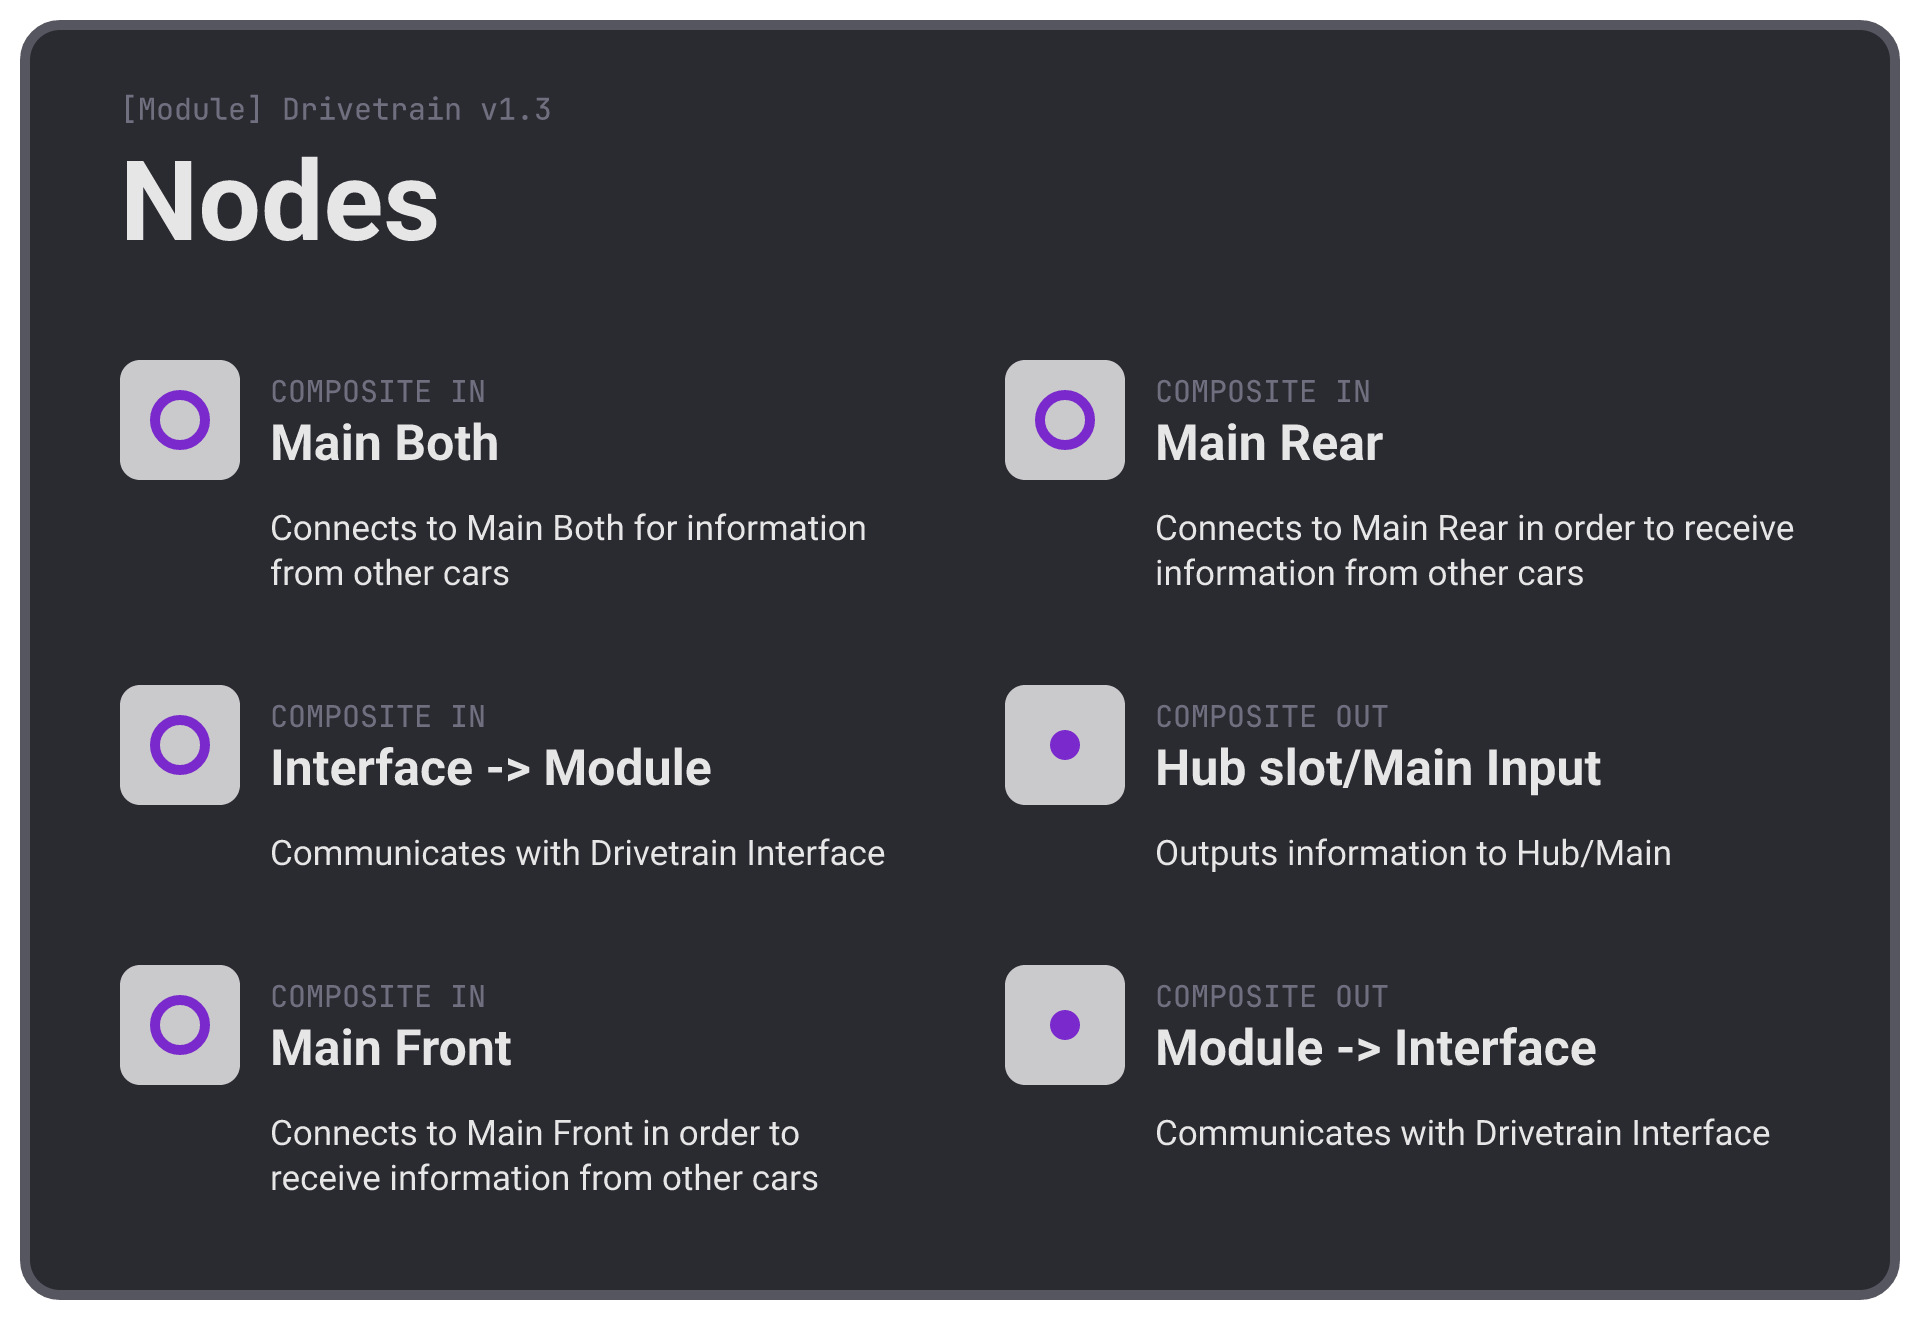 [Module] Drivetrain v1.3
Nodes
COMPOSITE IN
Main Both
Connects to Main Both for information
from other cars
COMPOSITE IN
Main Rear
Connects to Main Rear in order to receive
information from other cars
COMPOSITE IN
Interface -> Module
Communicates with Drivetrain Interface
COMPOSITE OUT
Hub slot/Main Input
Outputs information to Hub/Main
COMPOSITE IN
Main Front
Connects to Main Front in order to
receive information from other cars
COMPOSITE OUT
Module -> Interface
Communicates with Drivetrain Interface